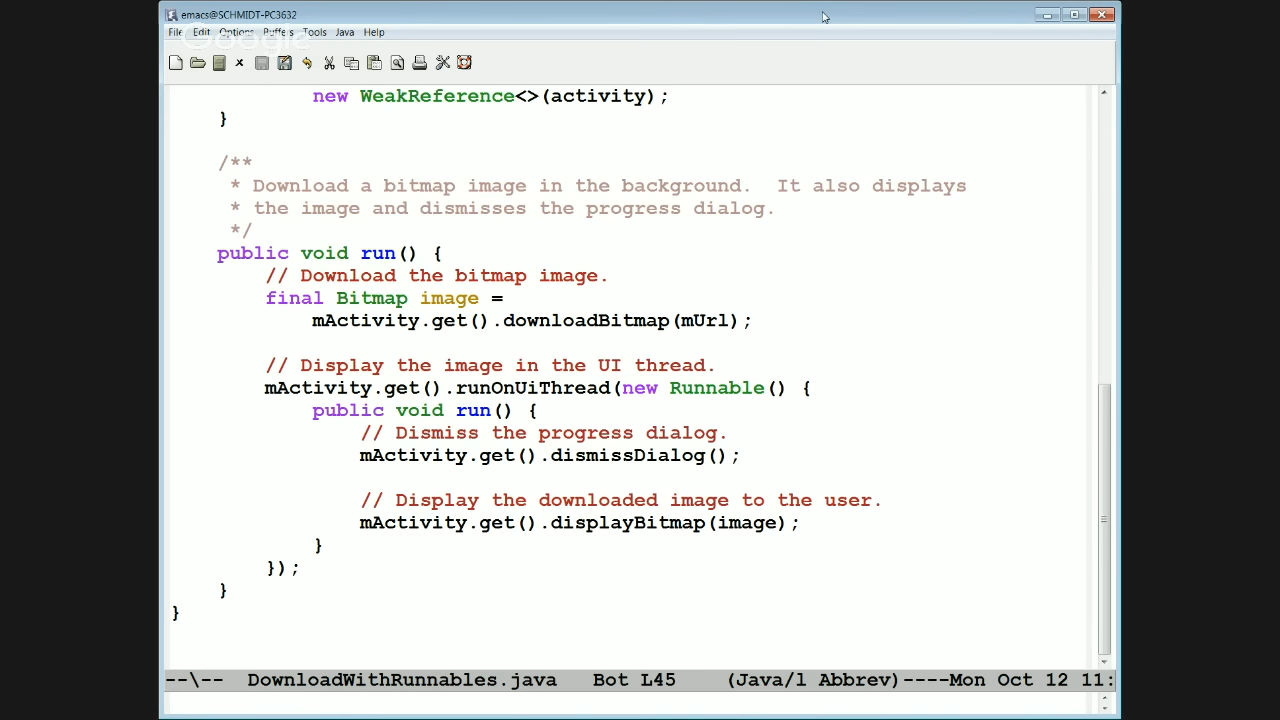 emacs@SCHMIDT-PC3632
File Edit Options Buffers Tools Java Help
Google
new WeakReference<>(activity);
}
/**
* Download a bitmap image in the background.  It also displays
* the image and dismisses the progress dialog.
*/
public void run() {
// Download the bitmap image.
final Bitmap image =
mActivity.get().downloadBitmap(mUrl);
// Display the image in the UI thread.
mActivity.get().runOnUiThread(new Runnable() {
public void run() {
// Dismiss the progress dialog.
mActivity.get().dismissDialog();
// Display the downloaded image to the user.
mActivity.get().displayBitmap(image);
}
});
}
}
--\-- DownloadWithRunnables.java Bot L45 (Java/l Abbrev)----Mon Oct 12 11: